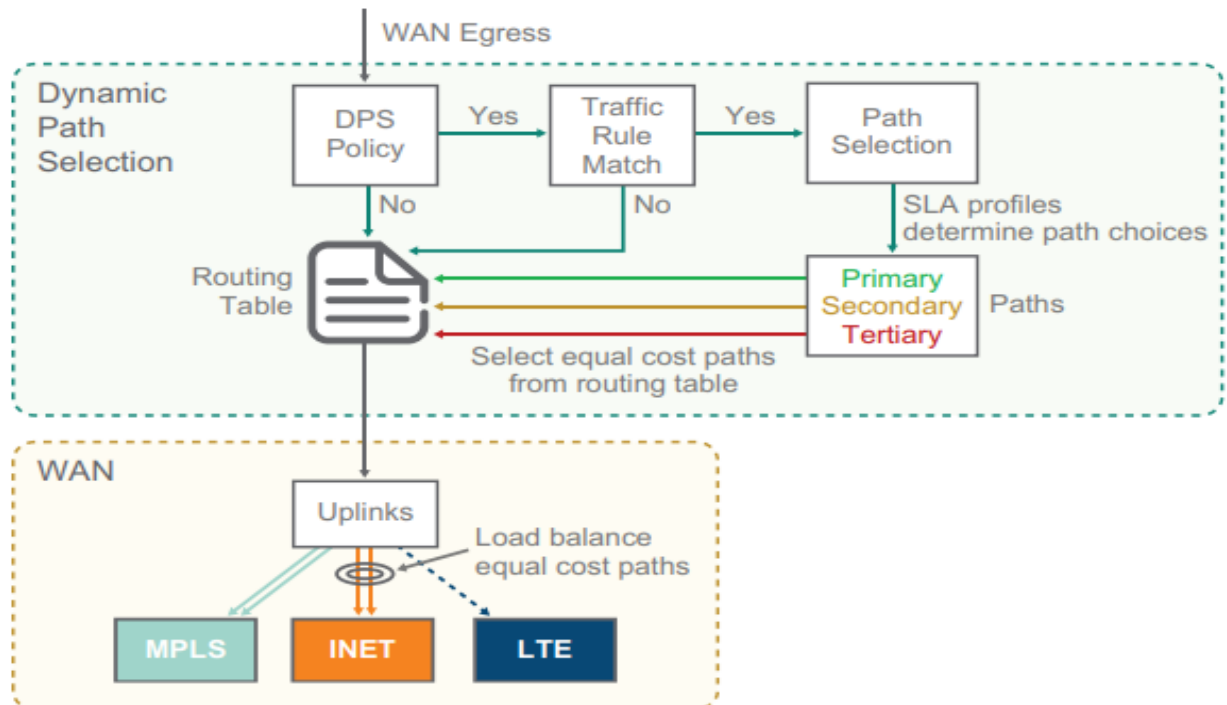 WAN Egress
Dynamic
Path
Selection
DPS
Policy
Yes
Traffic
Rule
Match
Yes
Path
Selection
No
No
SLA profiles
determine path choices
Routing
Table
Primary
Secondary
Tertiary
Paths
Select equal cost paths
from routing table
WAN
Uplinks
Load balance
equal cost paths
MPLS
INET
LTE